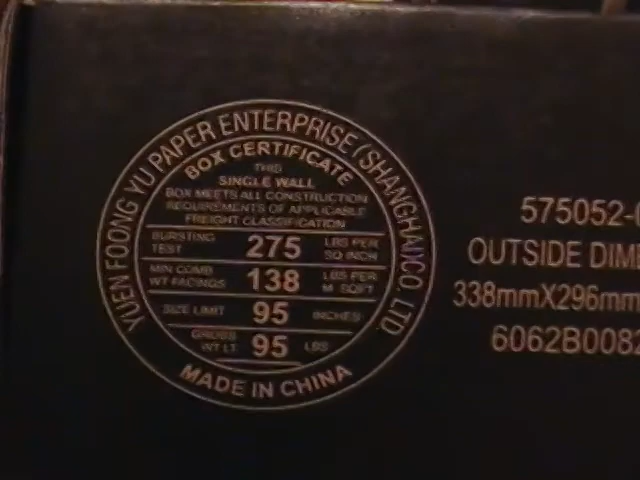 YUEN FOONG YU PAPER ENTERPRISE (SHANGHAI)CO., LTD.
BOX CERTIFICATE
THIS
SINGLE WALL
BOX MEETS ALL CONSTRUCTION
REQUIREMENTS OF APPLICABLE
FREIGHT CLASSIFICATION
BURSTING TEST 275 LBS PER SQ INCH
MIN COMB WT FACINGS 138 LBS PER M SQFT
SIZE LIMIT 95 INCHES
GROSS WT LT 95 LBS
MADE IN CHINA
575052-
OUTSIDE DIME
338mmX296mm
6062B0082